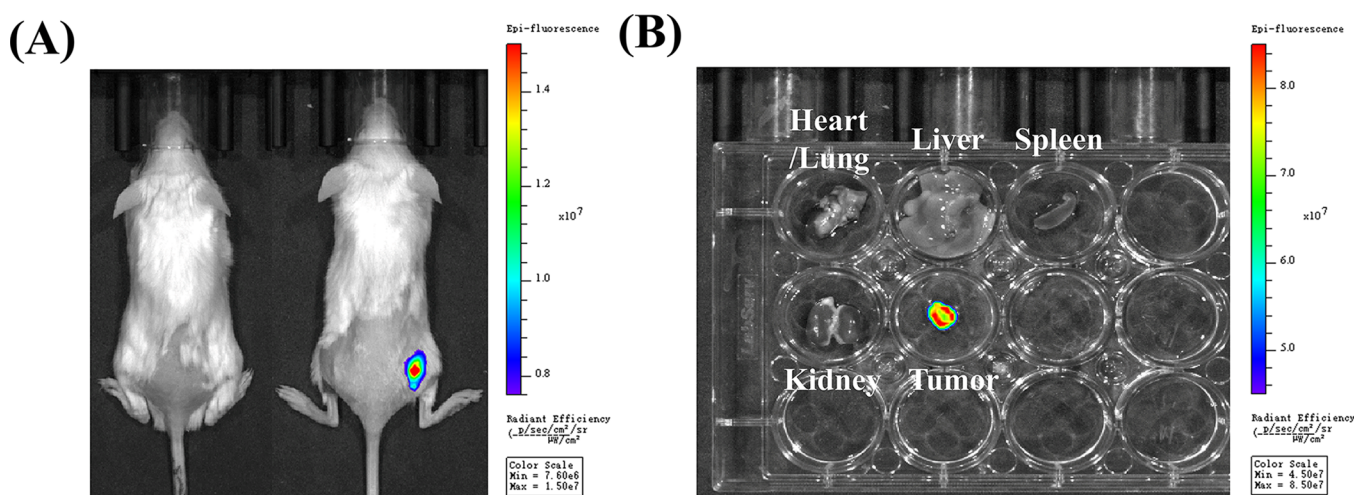 (A)
Epi-fluorescence
1.4
1.2
x10⁷
1.0
0.8
Radiant Efficiency
(p/sec/cm²/sr
µW/cm²
Color Scale
Min = 7.60e6
Max = 1.50e7
(B)
Heart
/Lung
Liver
Spleen
Kidney
Tumor
Epi-fluorescence
8.0
7.0
x10⁷
6.0
5.0
Radiant Efficiency
(p/sec/cm²/sr
µW/cm²
Color Scale
Min = 4.50e7
Max = 8.50e7